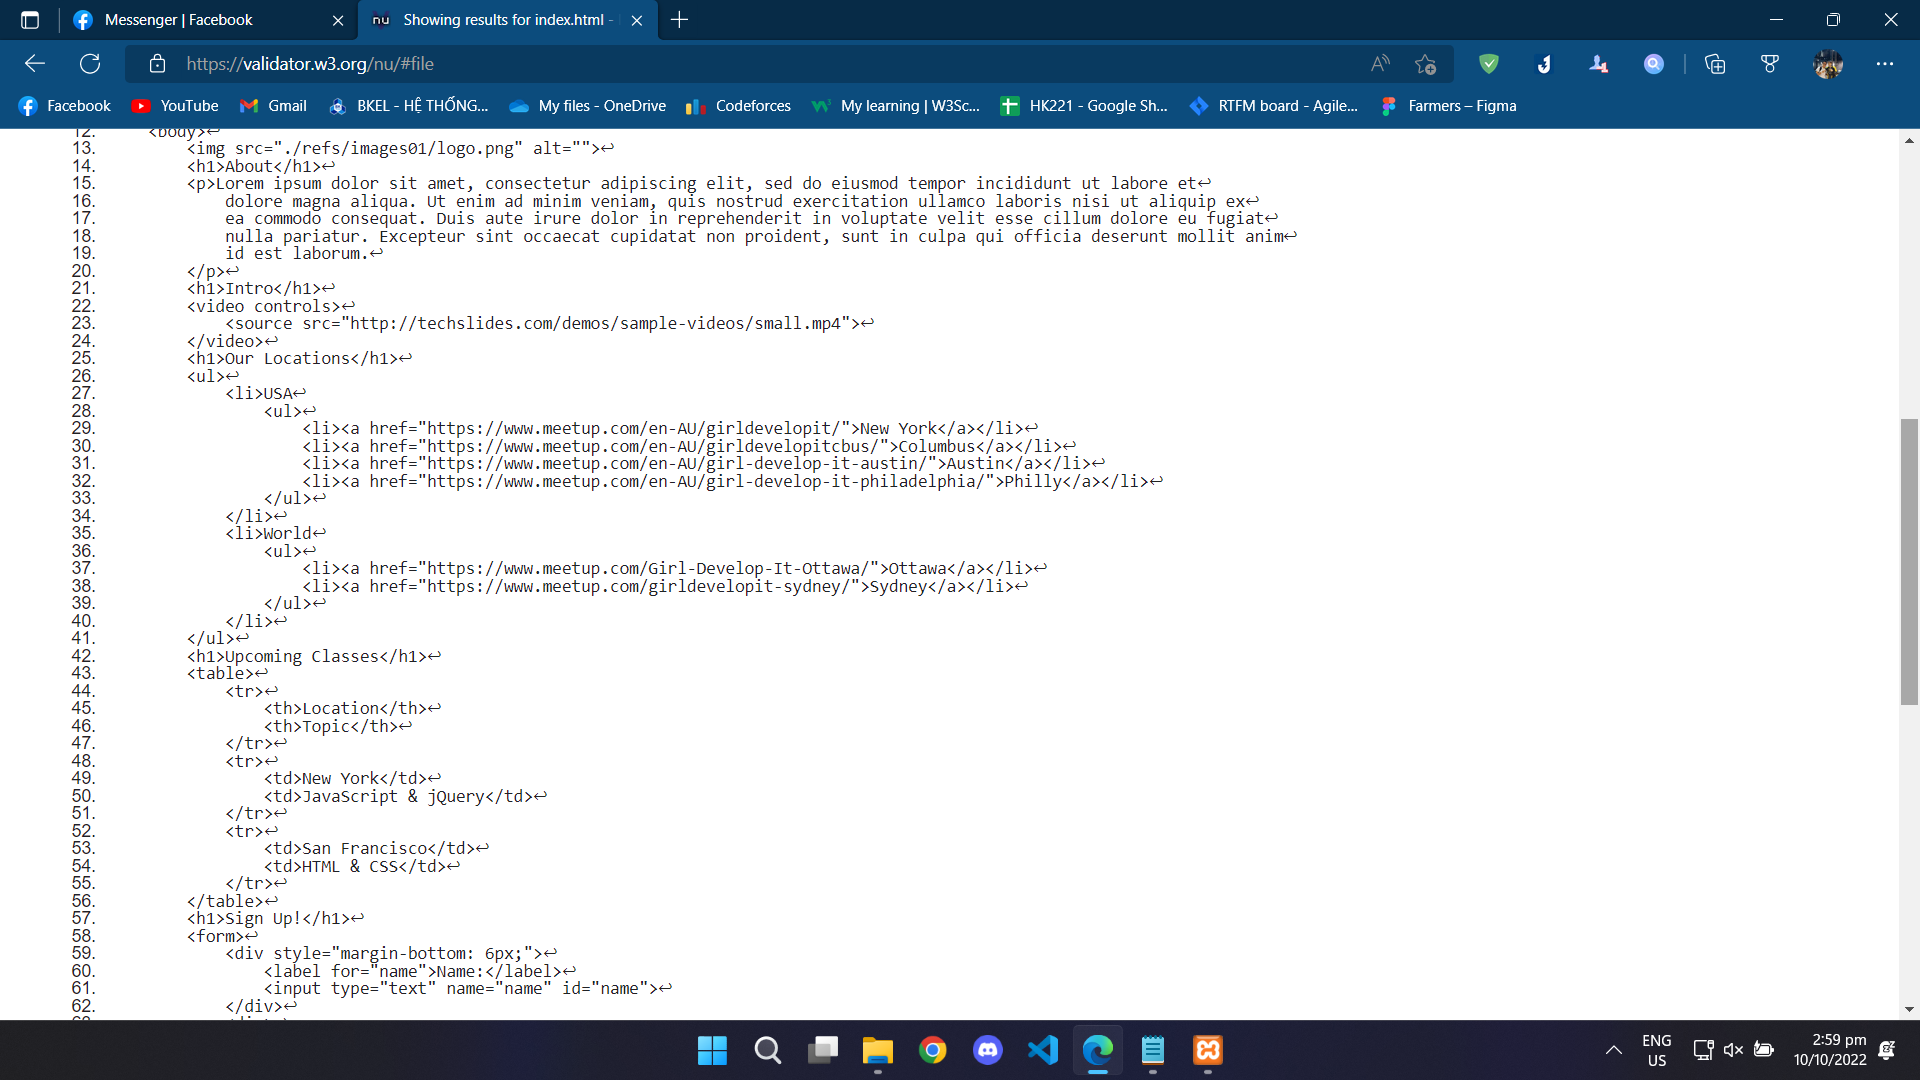 Messenger | Facebook
Showing results for index.html -
https://validator.w3.org/nu/#file
Facebook YouTube Gmail BKEL - HỆ THỐNG... My files - OneDrive Codeforces My learning | W3Sc... HK221 - Google Sh... RTFM board - Agile... Farmers – Figma
12. <body>↩
13. <img src="./refs/images01/logo.png" alt="">↩
14. <h1>About</h1>↩
15. <p>Lorem ipsum dolor sit amet, consectetur adipiscing elit, sed do eiusmod tempor incididunt ut labore et↩
16. dolore magna aliqua. Ut enim ad minim veniam, quis nostrud exercitation ullamco laboris nisi ut aliquip ex↩
17. ea commodo consequat. Duis aute irure dolor in reprehenderit in voluptate velit esse cillum dolore eu fugiat↩
18. nulla pariatur. Excepteur sint occaecat cupidatat non proident, sunt in culpa qui officia deserunt mollit anim↩
19. id est laborum.↩
20. </p>↩
21. <h1>Intro</h1>↩
22. <video controls>↩
23. <source src="http://techslides.com/demos/sample-videos/small.mp4">↩
24. </video>↩
25. <h1>Our Locations</h1>↩
26. <ul>↩
27. <li>USA↩
28. <ul>↩
29. <li><a href="https://www.meetup.com/en-AU/girldevelopit/">New York</a></li>↩
30. <li><a href="https://www.meetup.com/en-AU/girldevelopitcbus/">Columbus</a></li>↩
31. <li><a href="https://www.meetup.com/en-AU/girl-develop-it-austin/">Austin</a></li>↩
32. <li><a href="https://www.meetup.com/en-AU/girl-develop-it-philadelphia/">Philly</a></li>↩
33. </ul>↩
34. </li>↩
35. <li>World↩
36. <ul>↩
37. <li><a href="https://www.meetup.com/Girl-Develop-It-Ottawa/">Ottawa</a></li>↩
38. <li><a href="https://www.meetup.com/girldevelopit-sydney/">Sydney</a></li>↩
39. </ul>↩
40. </li>↩
41. </ul>↩
42. <h1>Upcoming Classes</h1>↩
43. <table>↩
44. <tr>↩
45. <th>Location</th>↩
46. <th>Topic</th>↩
47. </tr>↩
48. <tr>↩
49. <td>New York</td>↩
50. <td>JavaScript & jQuery</td>↩
51. </tr>↩
52. <tr>↩
53. <td>San Francisco</td>↩
54. <td>HTML & CSS</td>↩
55. </tr>↩
56. </table>↩
57. <h1>Sign Up!</h1>↩
58. <form>↩
59. <div style="margin-bottom: 6px;">↩
60. <label for="name">Name:</label>↩
61. <input type="text" name="name" id="name">↩
62. </div>↩
ENG
US
2:59 pm
10/10/2022